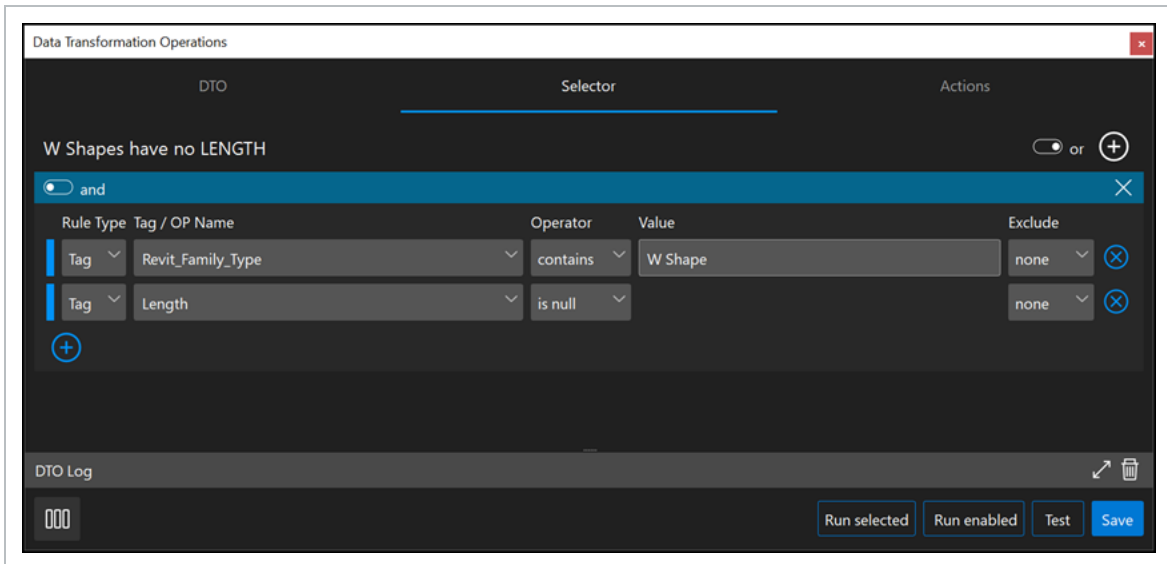 Data Transformation Operations
DTO Selector Actions
W Shapes have no LENGTH or
and
Rule Type Tag / OP Name Operator Value Exclude
Tag Revit_Family_Type contains W Shape none
Tag Length is null none
DTO Log
Run selected Run enabled Test Save